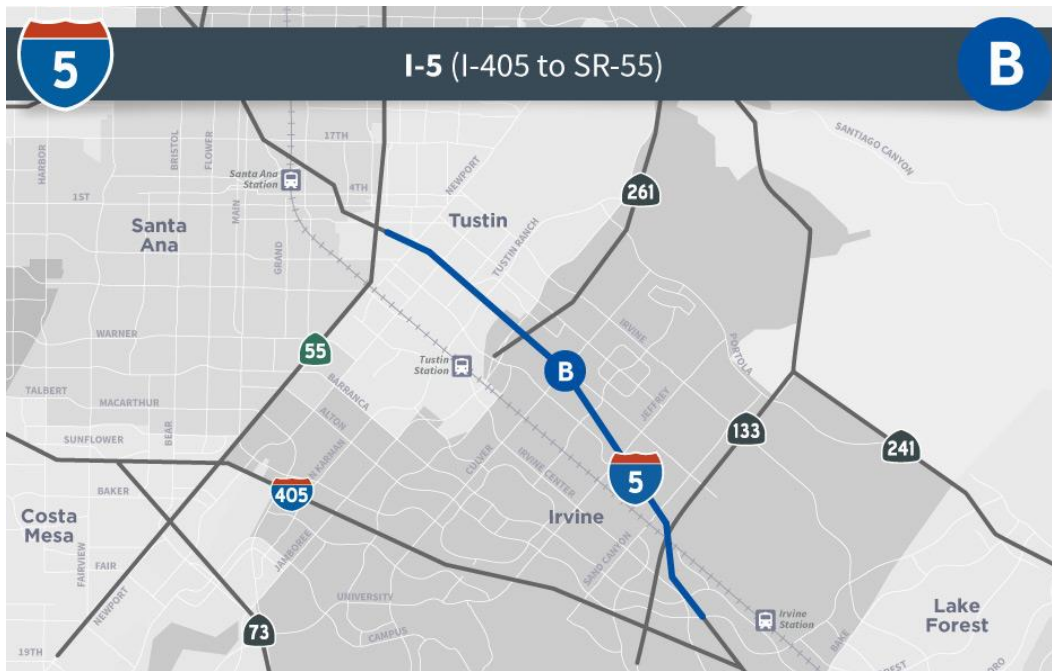 5
I-5 (I-405 to SR-55)
B
SANTIAGO CANYON
HARBOR
BRISTOL
FLOWER
17TH
Santa Ana
Station
4TH
NEWPORT
1ST
MAIN
261
Santa
Ana
Tustin
GRAND
TUSTIN RANCH
WARNER
55
IRVINE
PORTOLA
Tustin
Station
B
BARRANCA
TALBERT
MACARTHUR
ALTON
JEFFREY
BEAR
SUNFLOWER
133
241
CULVER
IRVINE CENTER
5
BAKER
405
Costa
Mesa
Irvine
FAIRVIEW
FAIR
JAMBOREE
SAND CANYON
NEWPORT
UNIVERSITY
Irvine
Station
Lake
Forest
73
CAMPUS
BAKE
19TH